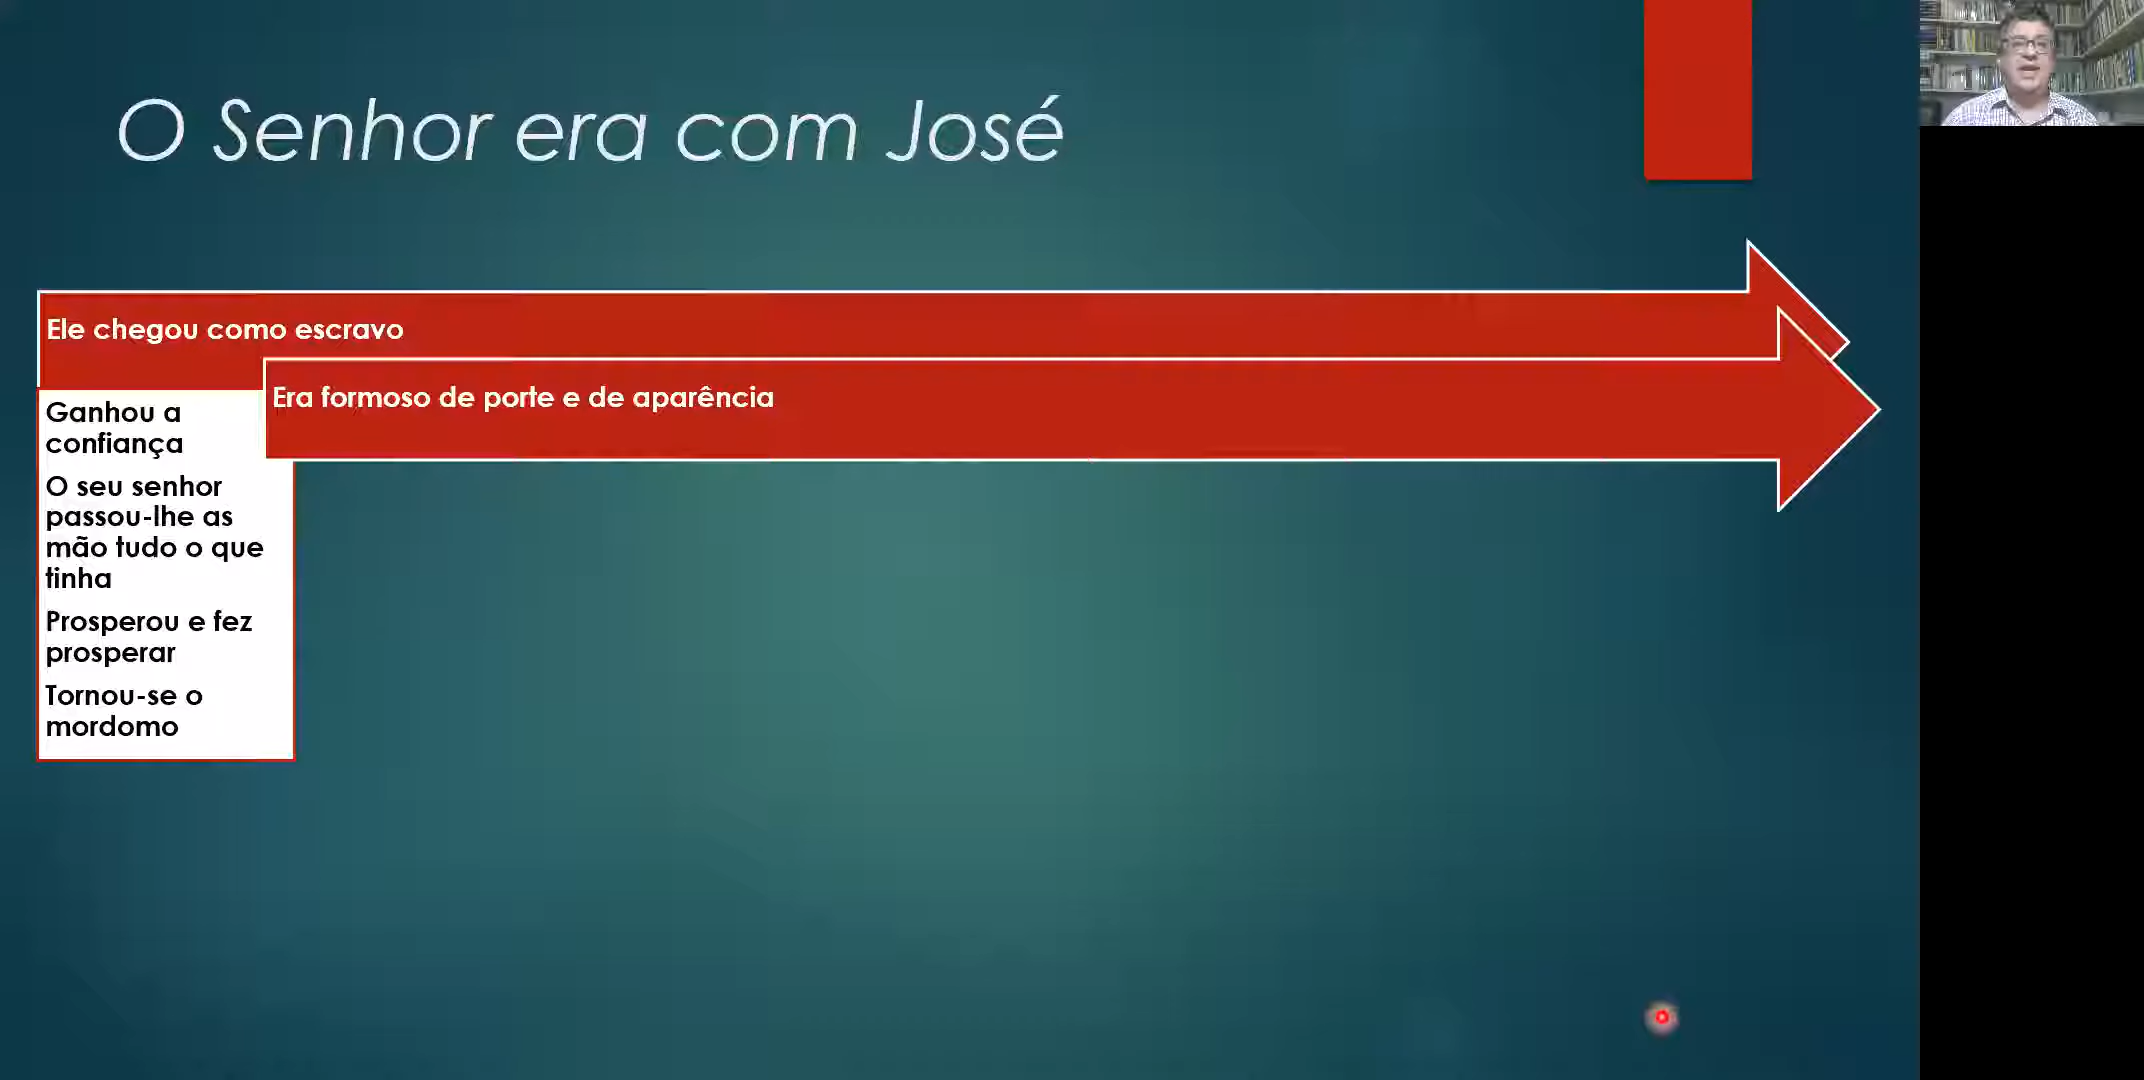 O Senhor era com José
Ele chegou como escravo
Era formoso de porte e de aparência
Ganhou a
confiança
O seu senhor
passou-lhe as
mão tudo o que
tinha
Prosperou e fez
prosperar
Tornou-se o
mordomo